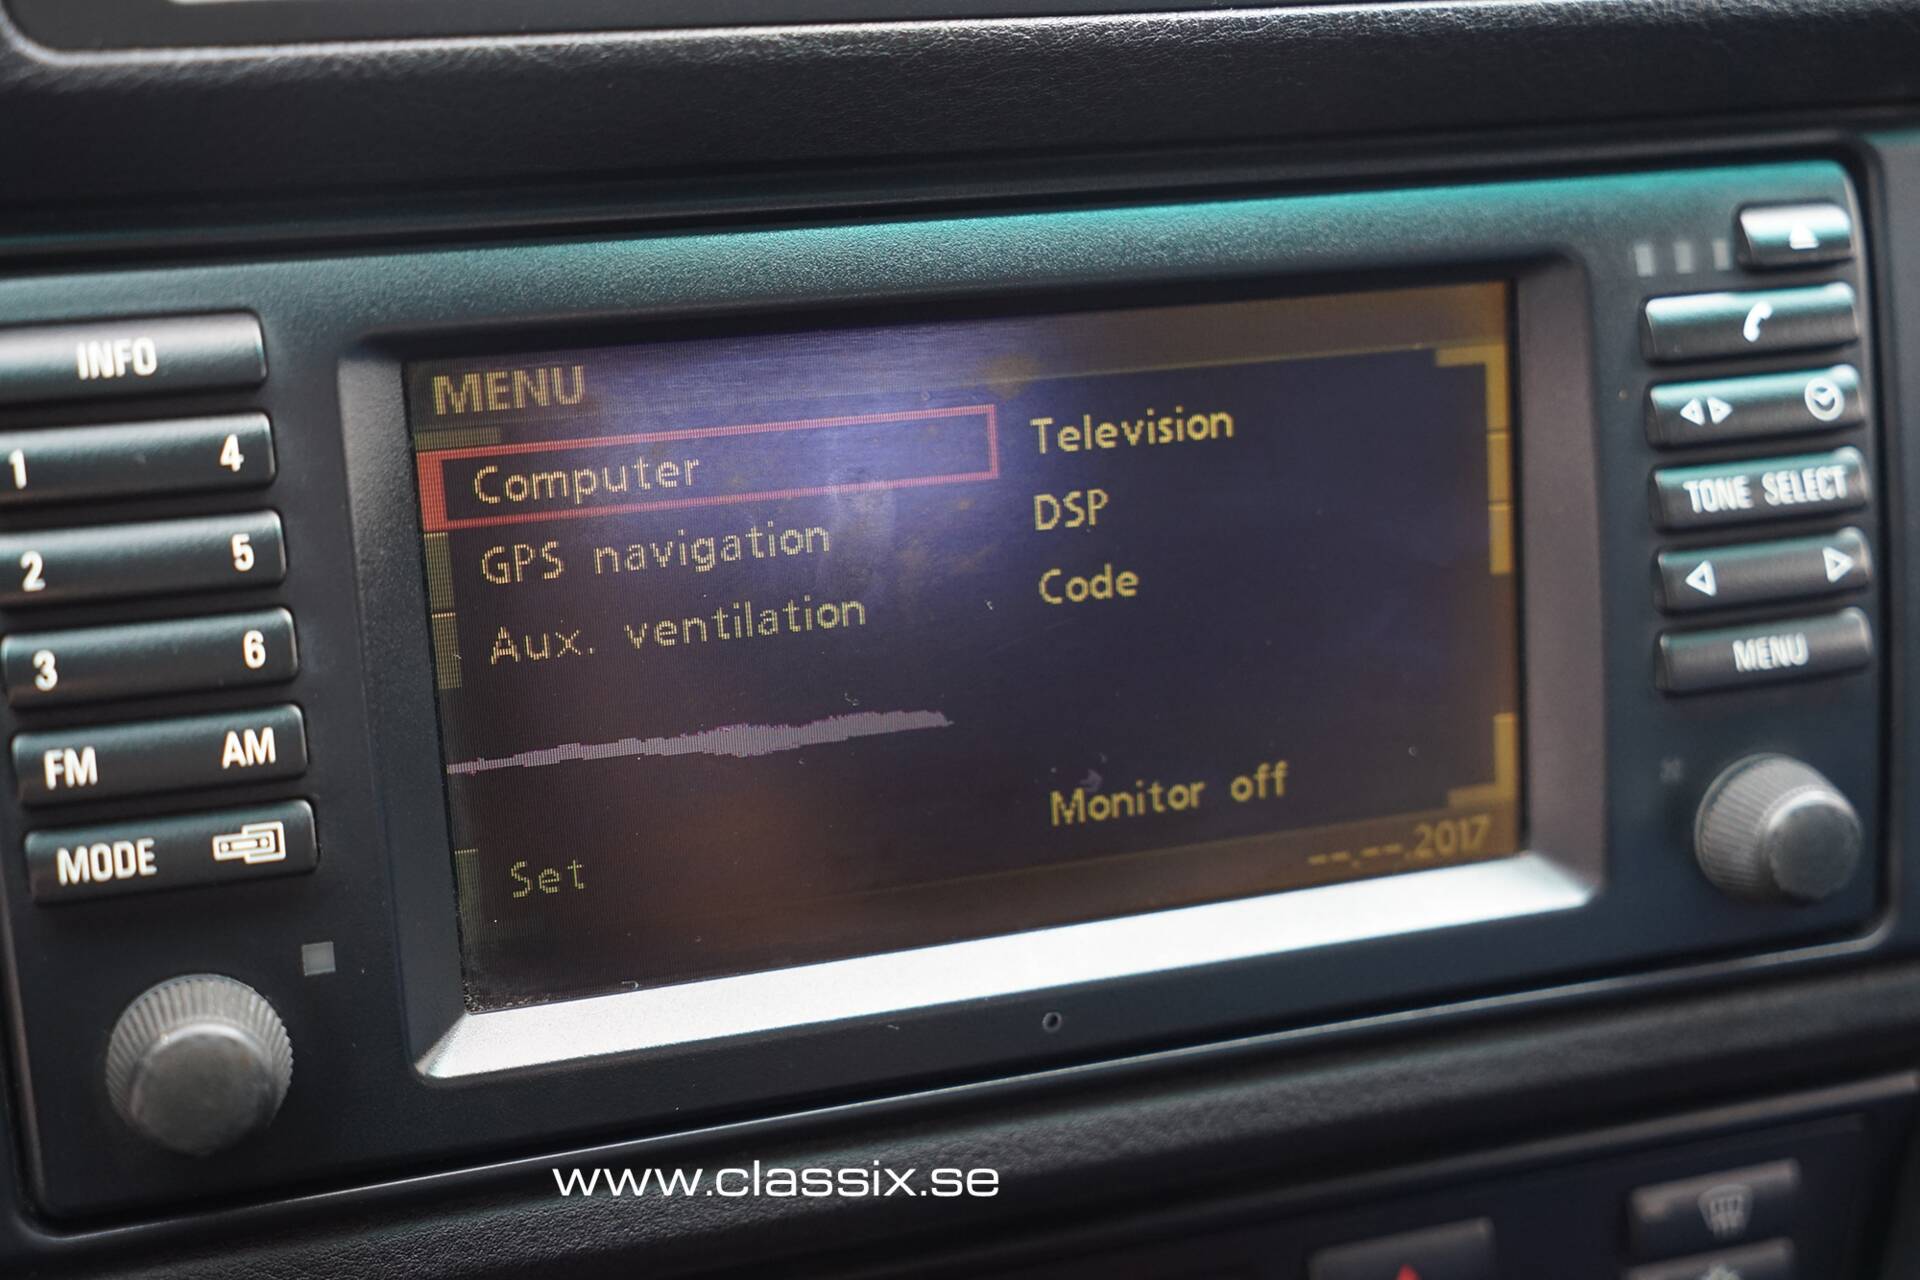 INFO
1 4
2 5
3 6
FM AM
MODE
MENU
Computer
GPS navigation
Aux. ventilation
Set
Television
DSP
Code
Monitor off
--.--.2017
TONE SELECT
MENU
www.classix.se